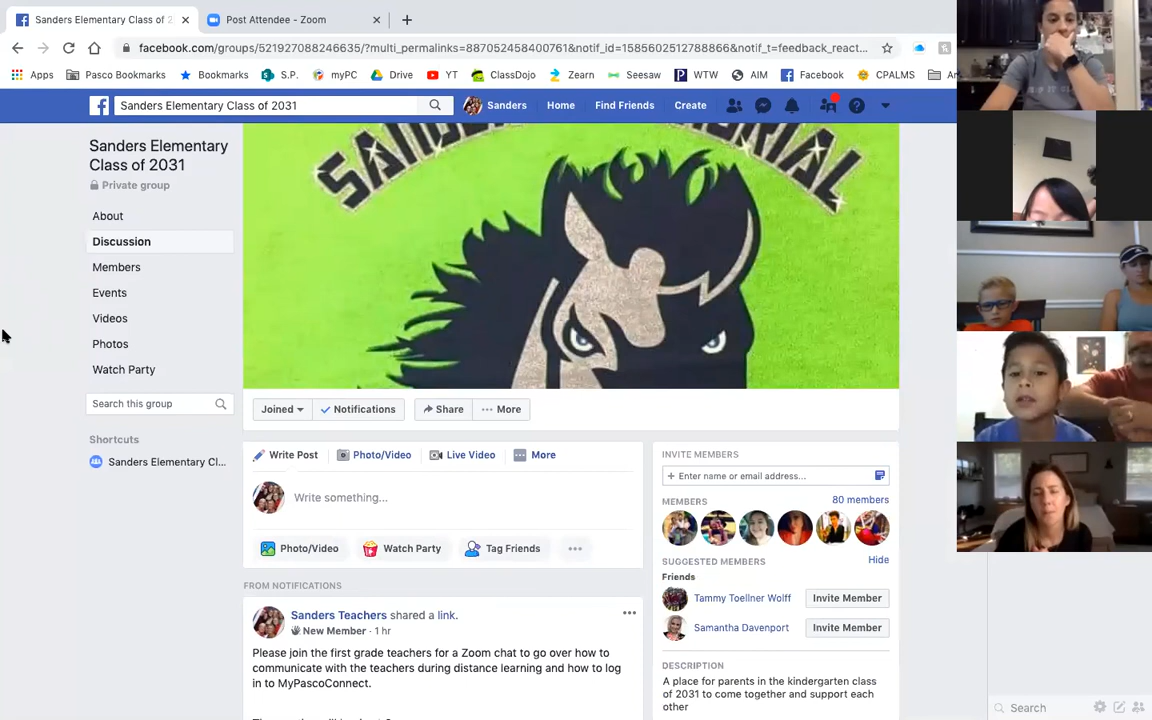 Sanders Elementary Class of 2
Post Attendee - Zoom
facebook.com/groups/521927088246635/?multi_permalinks=887052458400761&notif_id=1585602512788866&notif_t=feedback_react...
Apps
Pasco Bookmarks
Bookmarks
S.P.
myPC
Drive
YT
ClassDojo
Zearn
Seesaw
WTW
AIM
Facebook
CPALMS
Sanders Elementary Class of 2031
Sanders
Home
Find Friends
Create
Sanders Elementary
Class of 2031
Private group
About
Discussion
Members
Events
Videos
Photos
Watch Party
Search this group
Shortcuts
Sanders Elementary Cl...
Joined
Notifications
Share
More
Write Post
Photo/Video
Live Video
More
Write something...
Photo/Video
Watch Party
Tag Friends
FROM NOTIFICATIONS
Sanders Teachers shared a link.
New Member · 1 hr
Please join the first grade teachers for a Zoom chat to go over how to
communicate with the teachers during distance learning and how to log
in to MyPascoConnect.
INVITE MEMBERS
+ Enter name or email address...
MEMBERS
80 members
SUGGESTED MEMBERS
Hide
Friends
Tammy Toellner Wolff
Invite Member
Samantha Davenport
Invite Member
DESCRIPTION
A place for parents in the kindergarten class
of 2031 to come together and support each
other
Search